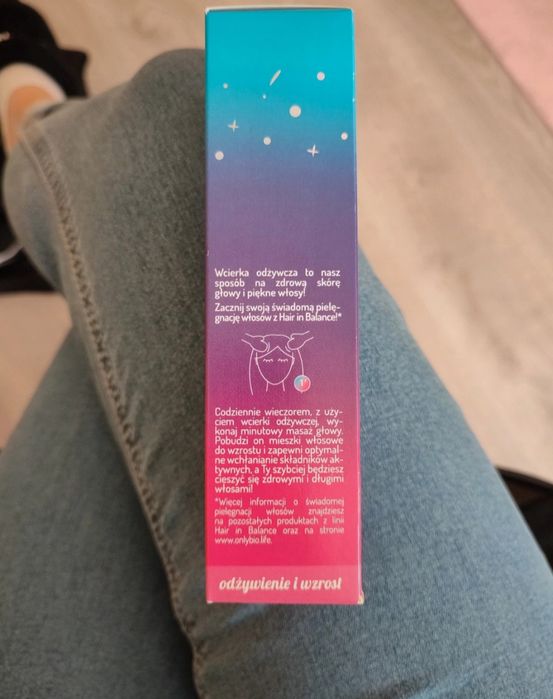 Wcierka odżywcza to nasz
sposób na zdrową skórę
głowy i piękne włosy!
Zacznij swoją świadomą pielę-
gnację włosów z Hair in Balance!*
1'
Codziennie wieczorem, z uży-
ciem wcierki odżywczej, wy-
konaj minutowy masaż głowy.
Pobudzi on mieszki włosowe
do wzrostu i zapewni optymal-
ne wchłanianie składników ak-
tywnych, a Ty szybciej będziesz
cieszyć się zdrowymi i długimi
włosami!
*Więcej informacji o świadomej
pielęgnacji włosów znajdziesz
na pozostałych produktach z linii
Hair in Balance oraz na stronie
www.onlybio.life.
odżywienie i wzrost